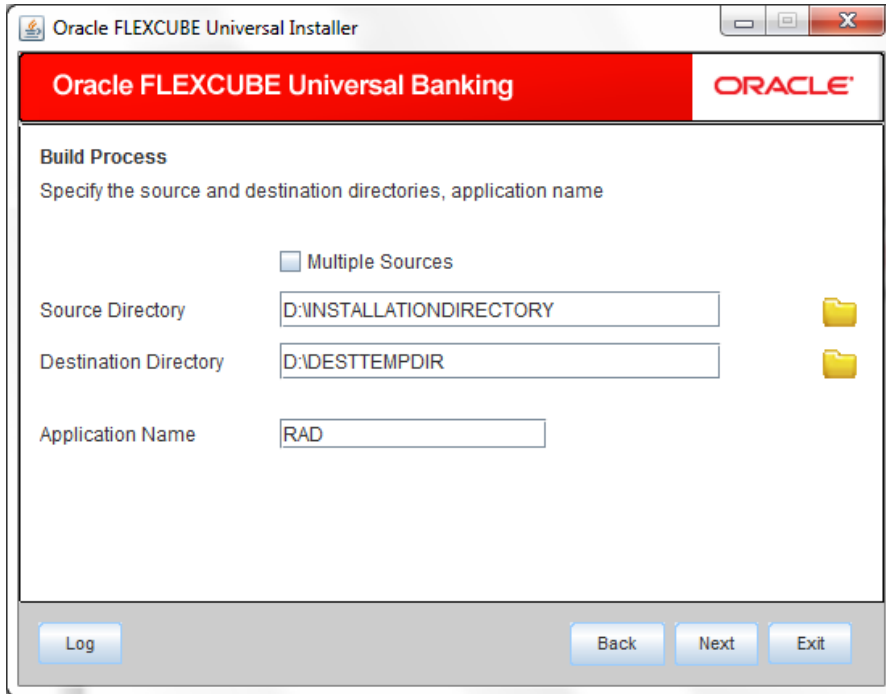 Oracle FLEXCUBE Universal Installer
Oracle FLEXCUBE Universal Banking
ORACLE
Build Process
Specify the source and destination directories, application name
Multiple Sources
Source Directory D:\INSTALLATIONDIRECTORY
Destination Directory D:\DESTTEMPDIR
Application Name RAD
Log Back Next Exit